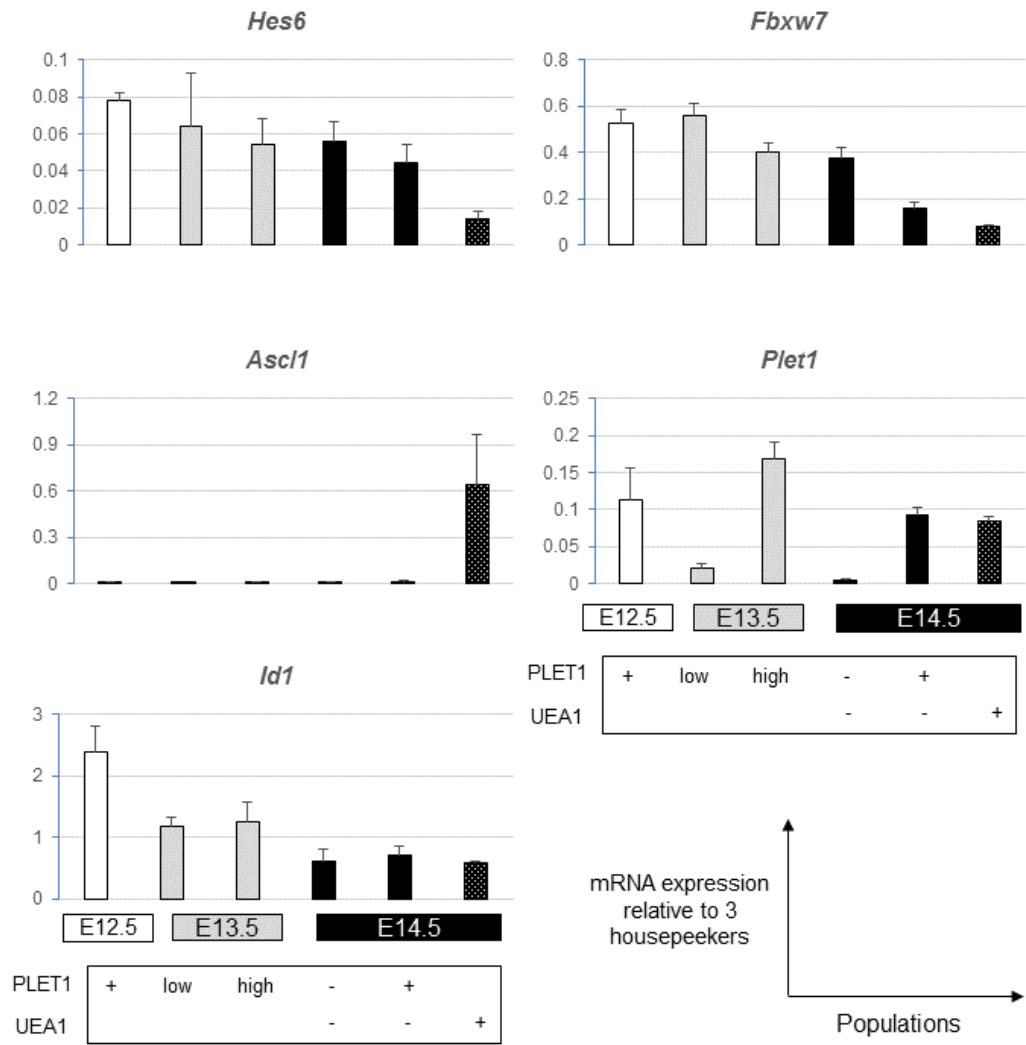 Hes6
0.1
0.08
0.06
0.04
0.02
0
Fbxw7
0.8
0.6
0.4
0.2
0
Ascl1
1.2
0.9
0.6
0.3
0
Plet1
0.25
0.2
0.15
0.1
0.05
0
E12.5 E13.5 E14.5
PLET1 + low high - +
UEA1 - - +
Id1
3
2
1
0
E12.5 E13.5 E14.5
PLET1 + low high - +
UEA1 - - +
mRNA expression
relative to 3
housepeekers
Populations